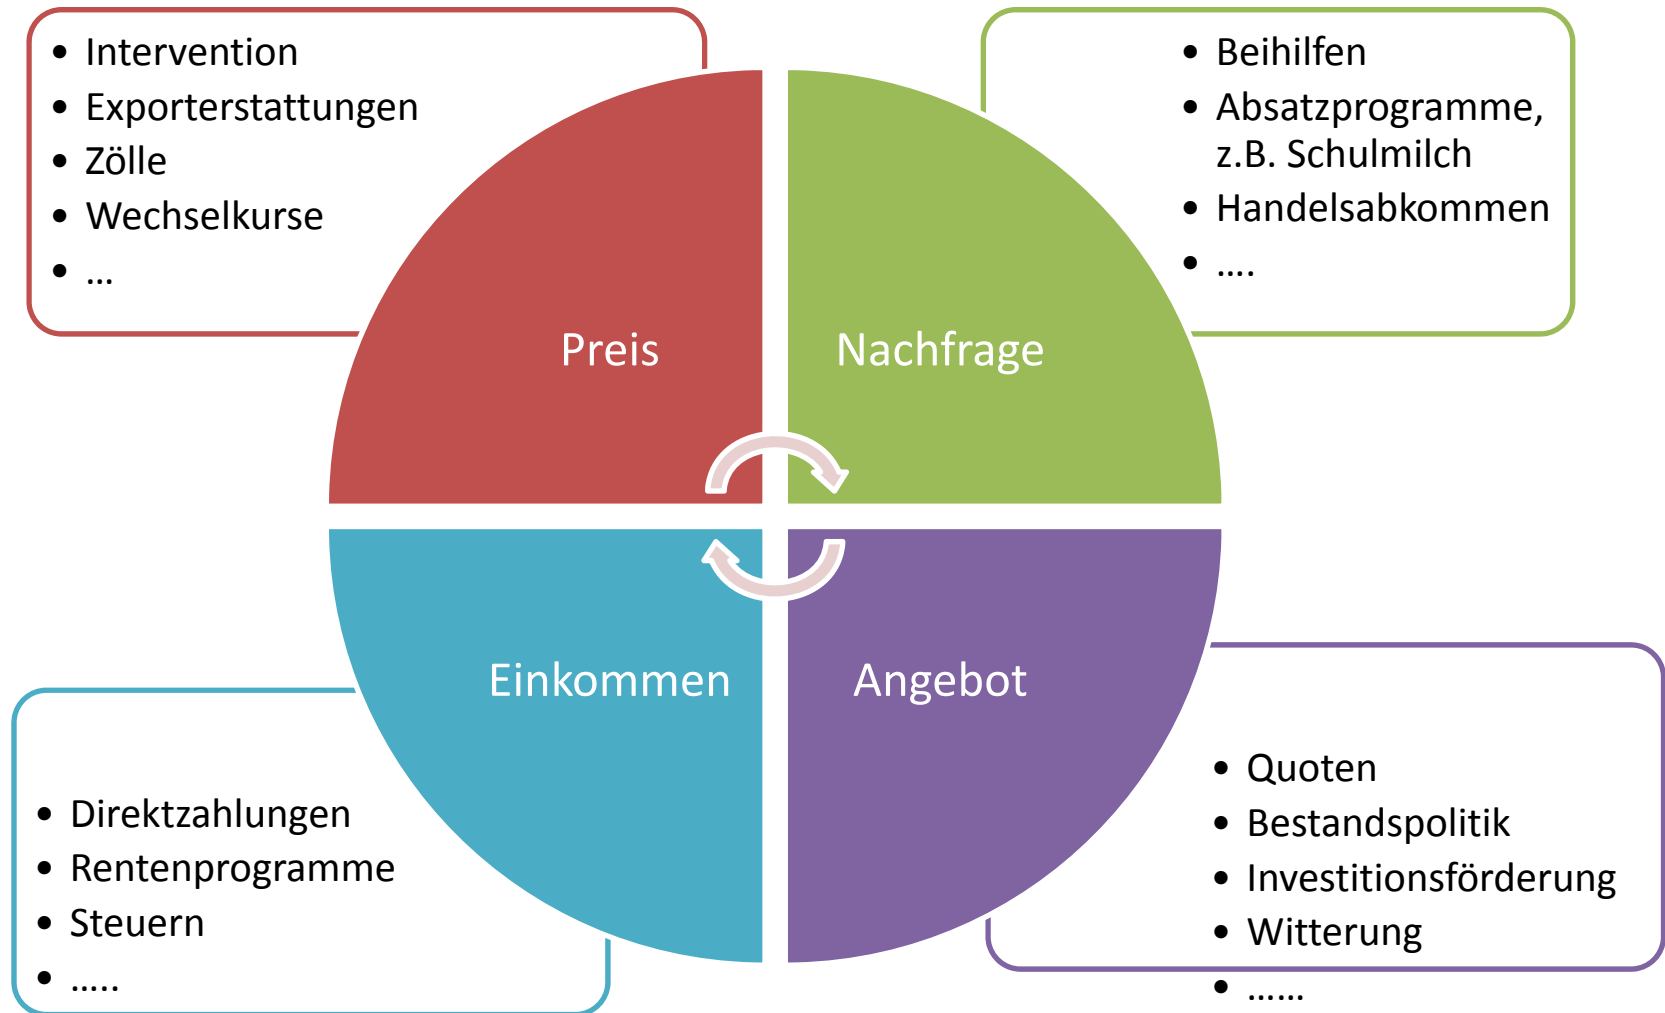 • Intervention
• Exporterstattungen
• Zölle
• Wechselkurse
• ...
• Beihilfen
• Absatzprogramme,
z.B. Schulmilch
• Handelsabkommen
• ....
Preis
Nachfrage
Einkommen
Angebot
• Direktzahlungen
• Rentenprogramme
• Steuern
• .....
• Quoten
• Bestandspolitik
• Investitionsförderung
• Witterung
• ......